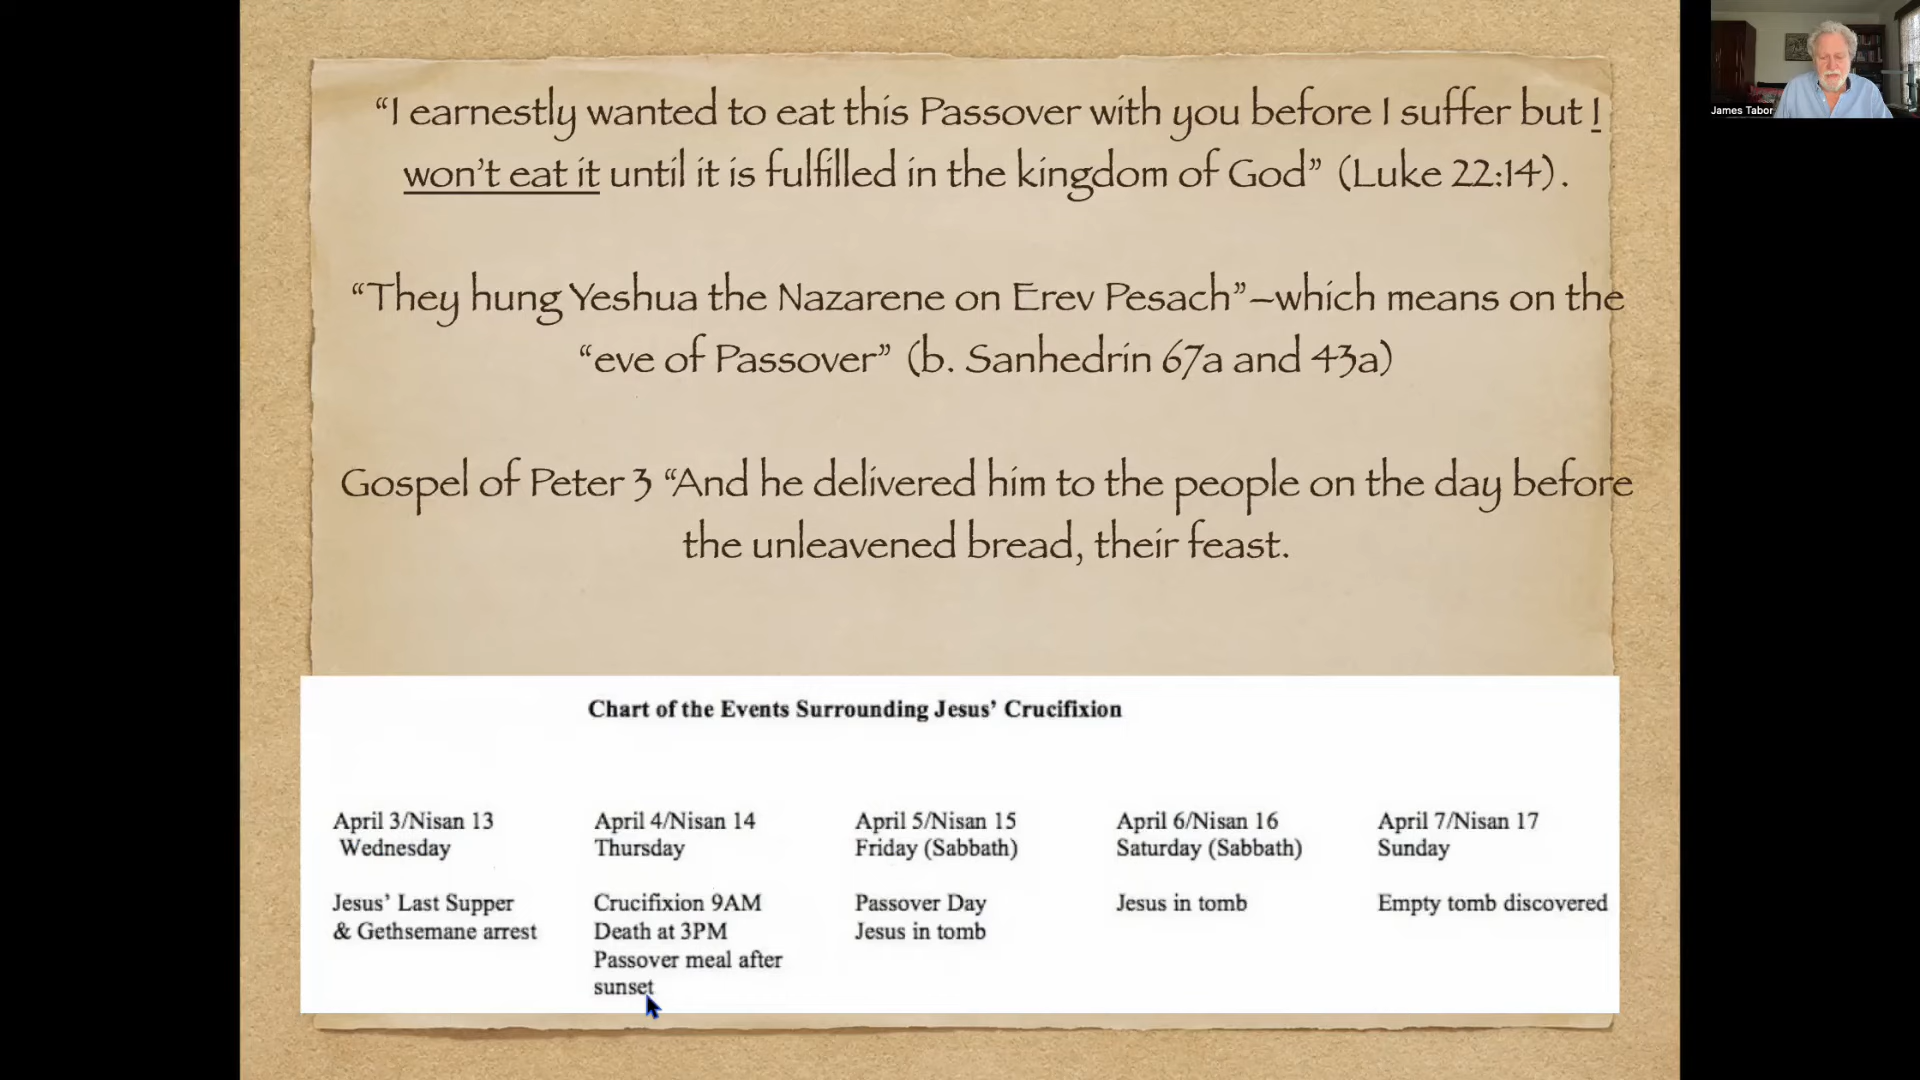 “I earnestly wanted to eat this Passover with you before I suffer but I
won’t eat it until it is fulfilled in the kingdom of God” (Luke 22:14).
“They hung Yeshua the Nazarene on Erev Pesach”—which means on the
“eve of Passover” (b. Sanhedrin 67a and 43a)
Gospel of Peter 3 “And he delivered him to the people on the day before
the unleavened bread, their feast.
Chart of the Events Surrounding Jesus’ Crucifixion
April 3/Nisan 13
Wednesday
Jesus’ Last Supper
& Gethsemane arrest
April 4/Nisan 14
Thursday
Crucifixion 9AM
Death at 3PM
Passover meal after
sunset
April 5/Nisan 15
Friday (Sabbath)
Passover Day
Jesus in tomb
April 6/Nisan 16
Saturday (Sabbath)
Jesus in tomb
April 7/Nisan 17
Sunday
Empty tomb discovered
James Tabor